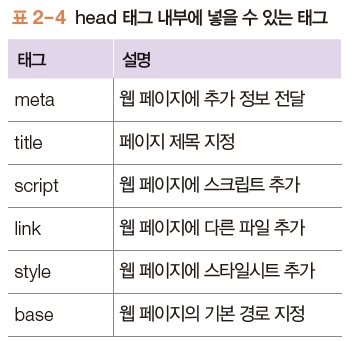 표 2-4 head 태그 내부에 넣을 수 있는 태그
태그 설명
meta 웹 페이지에 추가 정보 전달
title 페이지 제목 지정
script 웹 페이지에 스크립트 추가
link 웹 페이지에 다른 파일 추가
style 웹 페이지에 스타일시트 추가
base 웹 페이지의 기본 경로 지정